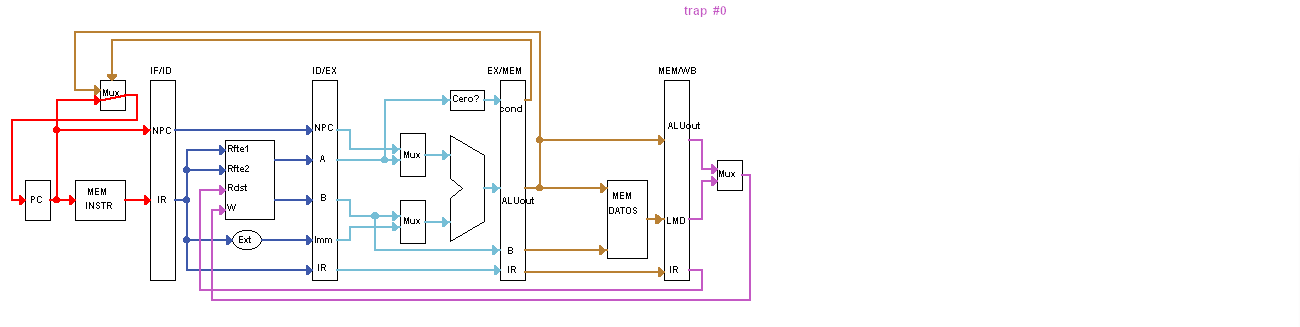 trap #0
IF/ID
ID/EX
EX/MEM
MEM/WB
Mux
Cero?
cond
NPC
NPC
ALUout
Rfte1
Rfte2
Rdst
W
A
Mux
Mux
PC
MEM
INSTR
IR
B
Mux
ALUout
MEM
DATOS
LMD
Ext
Imm
B
IR
IR
IR